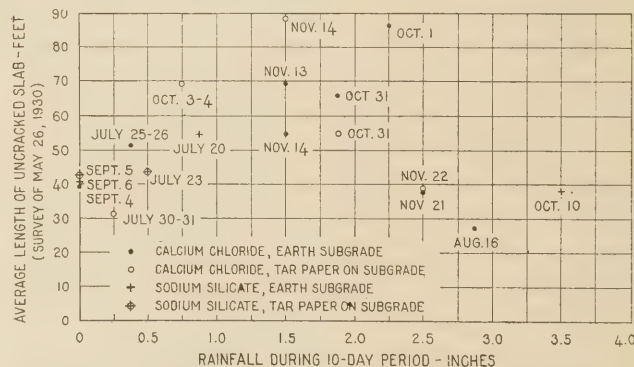 AVERAGE LENGTH OF UNCRACKED SLAB-FEET
(SURVEY OF MAY 26, 1930)
90
80
70
60
50
40
30
20
10
0
NOV. 14
OCT. 1
NOV. 13
OCT. 3-4
OCT 31
JULY 25-26
JULY 20
NOV. 14
OCT. 31
SEPT. 5
JULY 23
SEPT. 6
SEPT. 4
NOV. 22
NOV 21
OCT. 10
JULY 30-31
AUG. 16
CALCIUM CHLORIDE, EARTH SUBGRADE
CALCIUM CHLORIDE, TAR PAPER ON SUBGRADE
SODIUM SILICATE, EARTH SUBGRADE
SODIUM SILICATE, TAR PAPER ON SUBGRADE
0 0.5 1.0 1.5 2.0 2.5 3.0 3.5 4.0
RAINFALL DURING 10-DAY PERIOD - INCHES